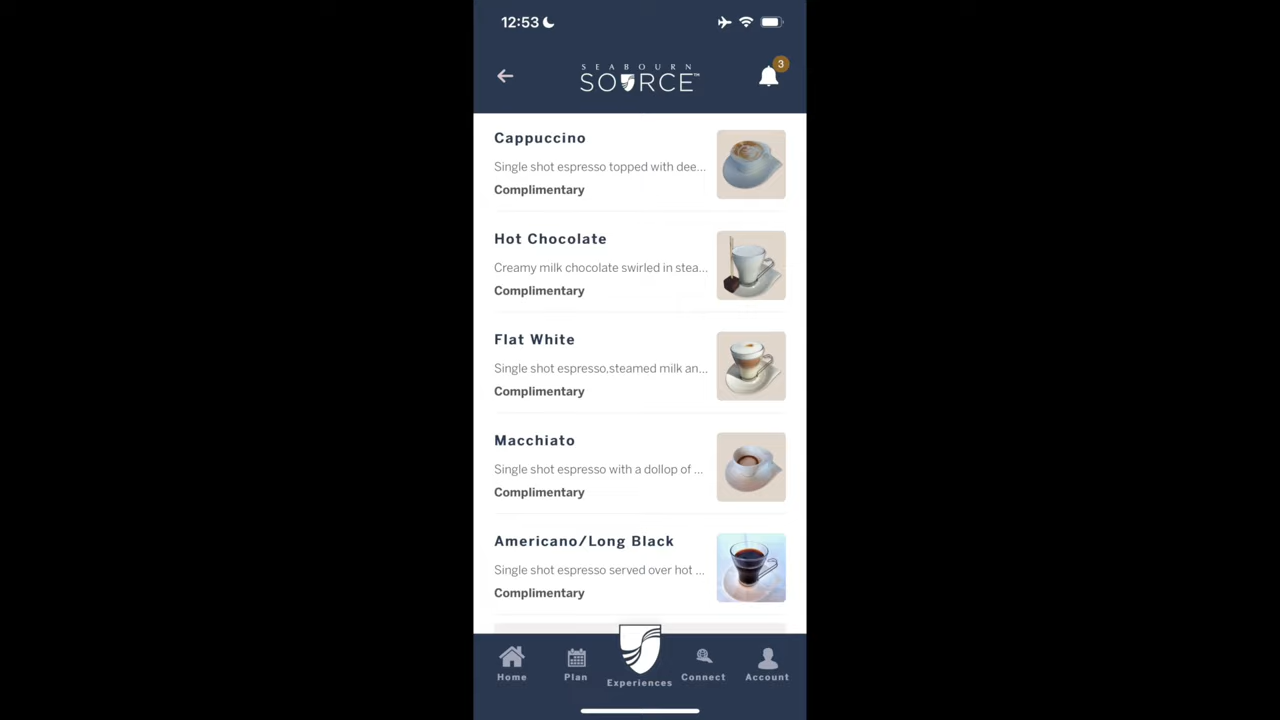 12:53
SEABOURN
SOURCE™
3
Cappuccino
Single shot espresso topped with dee...
Complimentary
Hot Chocolate
Creamy milk chocolate swirled in stea...
Complimentary
Flat White
Single shot espresso,steamed milk an...
Complimentary
Macchiato
Single shot espresso with a dollop of ...
Complimentary
Americano/Long Black
Single shot espresso served over hot ...
Complimentary
Home
Plan
Experiences
Connect
Account